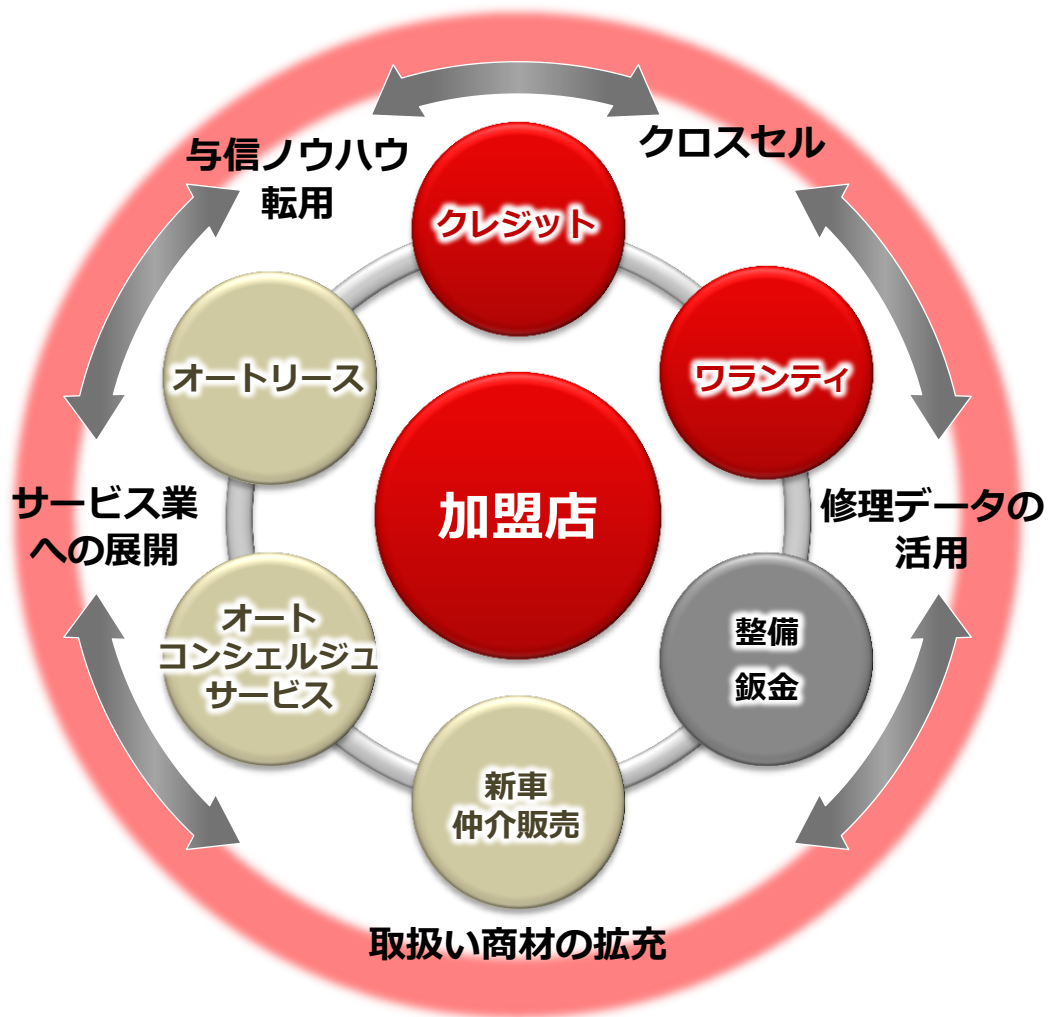 与信ノウハウ
転用
クロスセル
クレジット
オートリース
ワランティ
加盟店
サービス業
への展開
修理データの
活用
オート
コンシェルジュ
サービス
整備
鈑金
新車
仲介販売
取扱い商材の拡充